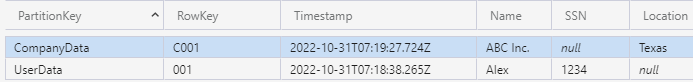 PartitionKey RowKey Timestamp Name SSN Location
CompanyData C001 2022-10-31T07:19:27.724Z ABC Inc. null Texas
UserData 001 2022-10-31T07:18:38.265Z Alex 1234 null